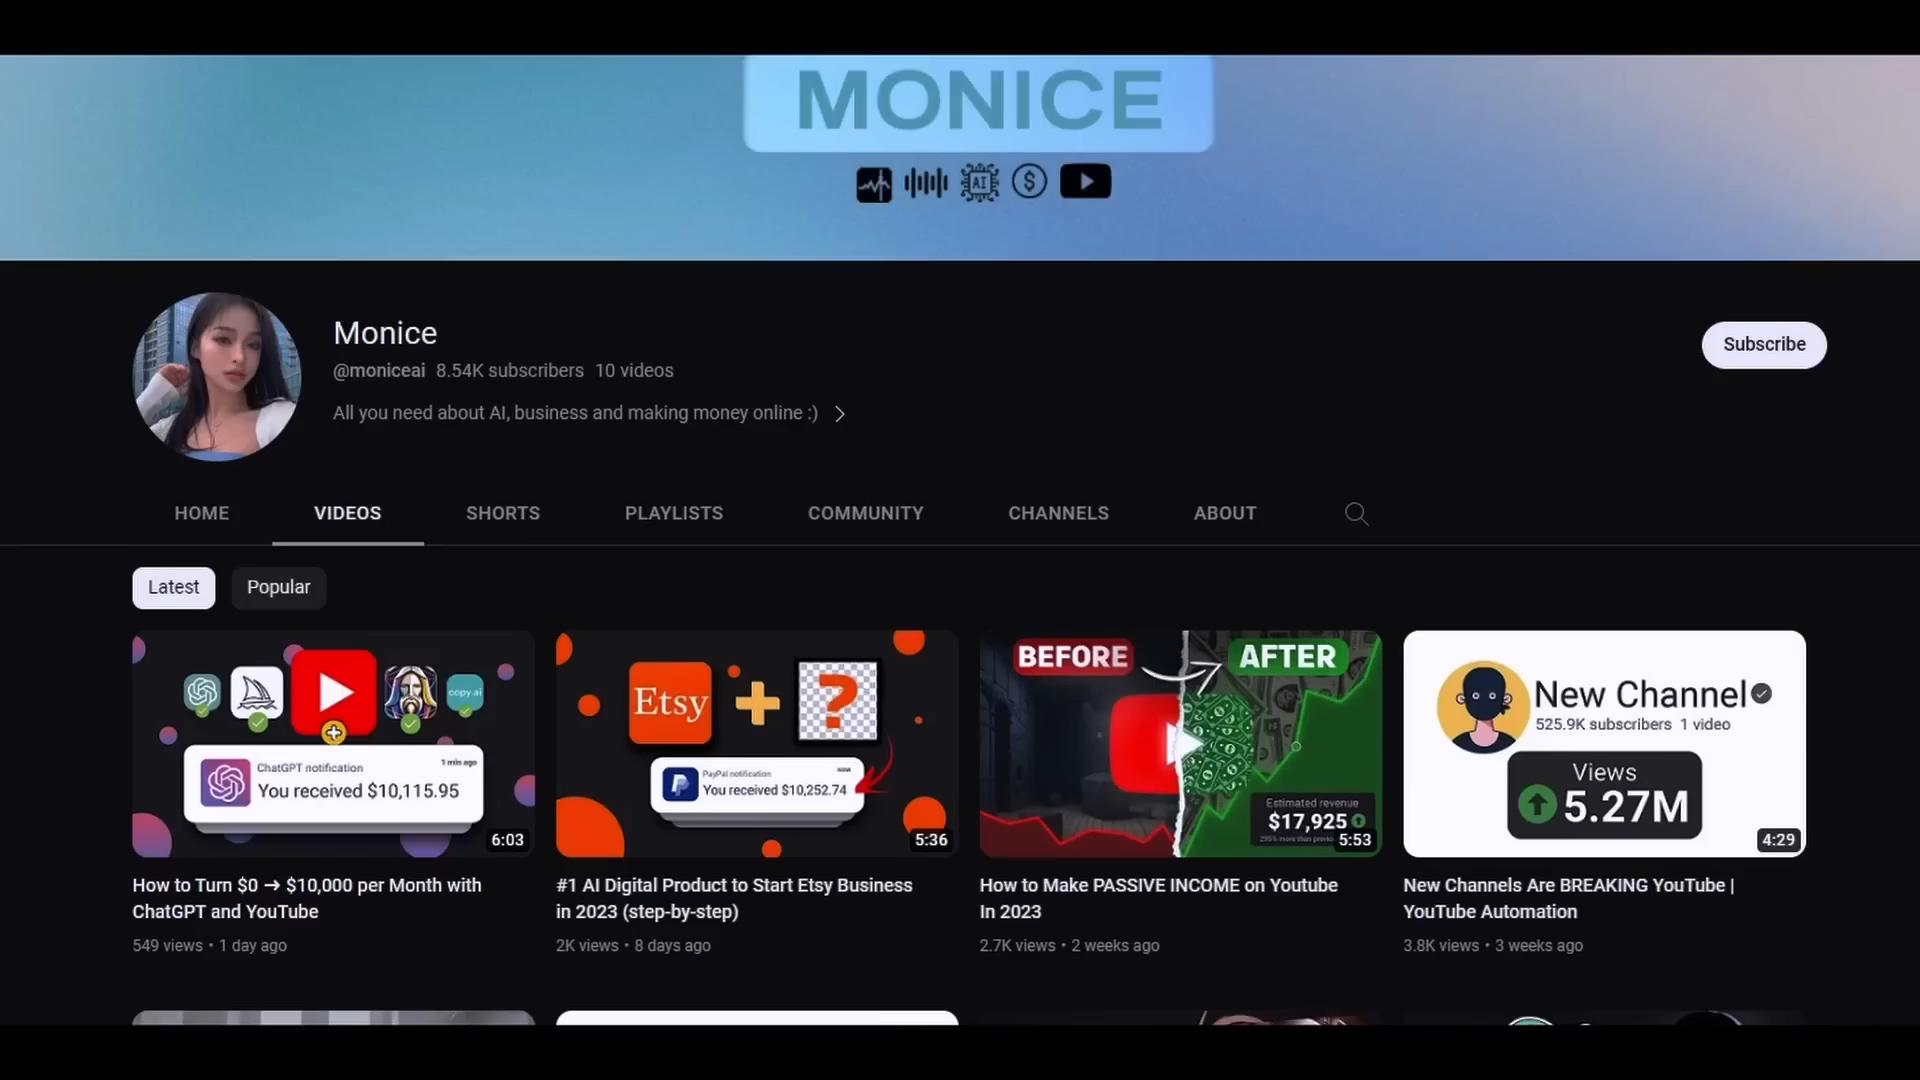 MONICE
AI
$
Monice
@moniceai 8.54K subscribers 10 videos
All you need about AI, business and making money online :)
Subscribe
HOME
VIDEOS
SHORTS
PLAYLISTS
COMMUNITY
CHANNELS
ABOUT
Latest
Popular
copy.ai
ChatGPT notification
1 min ago
You received $10,115.95
6:03
How to Turn $0 → $10,000 per Month with
ChatGPT and YouTube
549 views • 1 day ago
Etsy
?
PayPal notification
now
You received $10,252.74
5:36
#1 AI Digital Product to Start Etsy Business
in 2023 (step-by-step)
2K views • 8 days ago
BEFORE
AFTER
Estimated revenue
$17,925
5:53
How to Make PASSIVE INCOME on Youtube
In 2023
2.7K views • 2 weeks ago
New Channel
525.9K subscribers 1 video
Views
5.27M
4:29
New Channels Are BREAKING YouTube |
YouTube Automation
3.8K views • 3 weeks ago